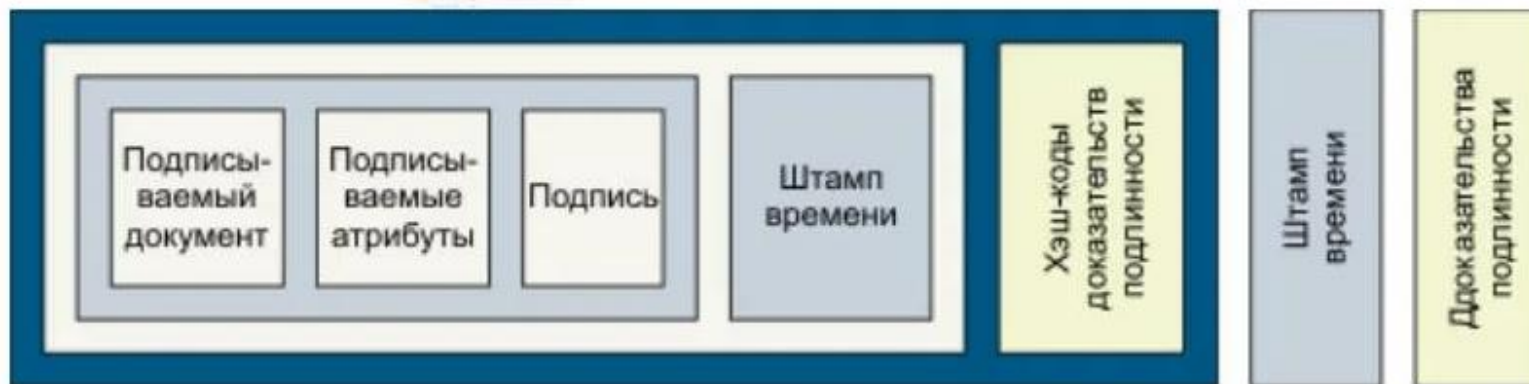 Подписы-
ваемый
документ
Подписы-
ваемые
атрибуты
Подпись
Штамп
времени
Хэш-коды
доказательств
подлинности
Штамп
времени
Ддоказательства
подлинности